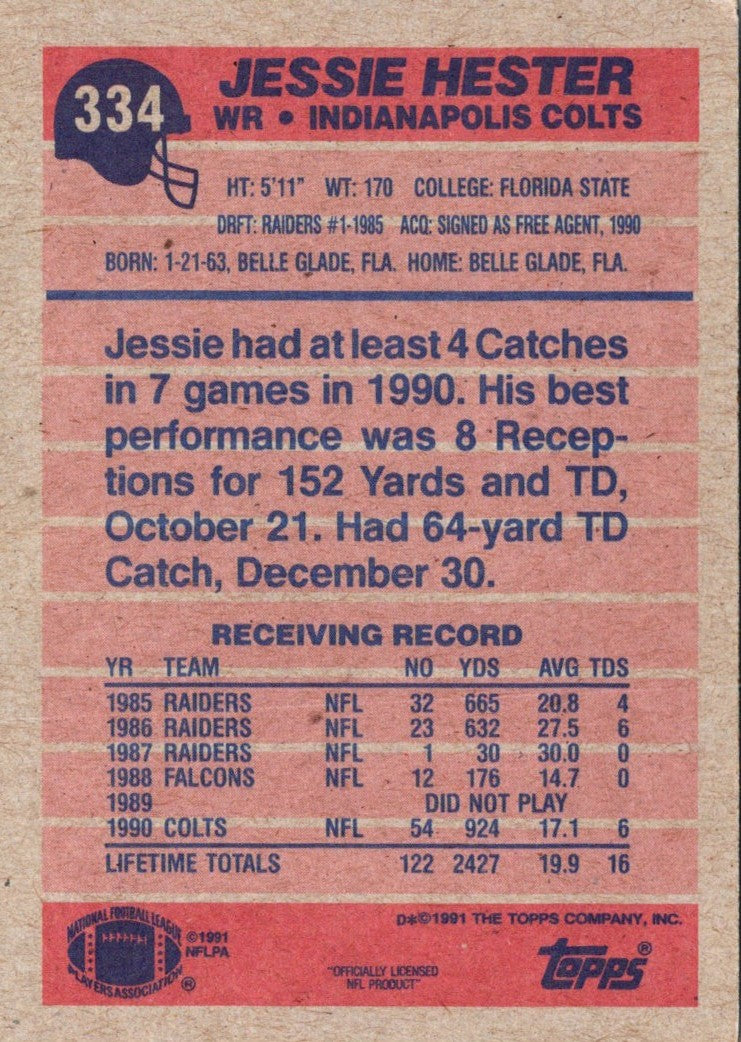 334
JESSIE HESTER
WR • INDIANAPOLIS COLTS
HT: 5'11" WT: 170 COLLEGE: FLORIDA STATE
DRFT: RAIDERS #1-1985 ACQ: SIGNED AS FREE AGENT, 1990
BORN: 1-21-63, BELLE GLADE, FLA. HOME: BELLE GLADE, FLA.
Jessie had at least 4 Catches
in 7 games in 1990. His best
performance was 8 Recep-
tions for 152 Yards and TD,
October 21. Had 64-yard TD
Catch, December 30.
RECEIVING RECORD
YR TEAM NO YDS AVG TDS
1985 RAIDERS NFL 32 665 20.8 4
1986 RAIDERS NFL 23 632 27.5 6
1987 RAIDERS NFL 1 30 30.0 0
1988 FALCONS NFL 12 176 14.7 0
1989 DID NOT PLAY
1990 COLTS NFL 54 924 17.1 6
LIFETIME TOTALS 122 2427 19.9 16
NATIONAL FOOTBALL LEAGUE
PLAYERS ASSOCIATION ®
©1991
NFLPA
D*©1991 THE TOPPS COMPANY, INC.
"OFFICIALLY LICENSED
NFL PRODUCT"
topps®